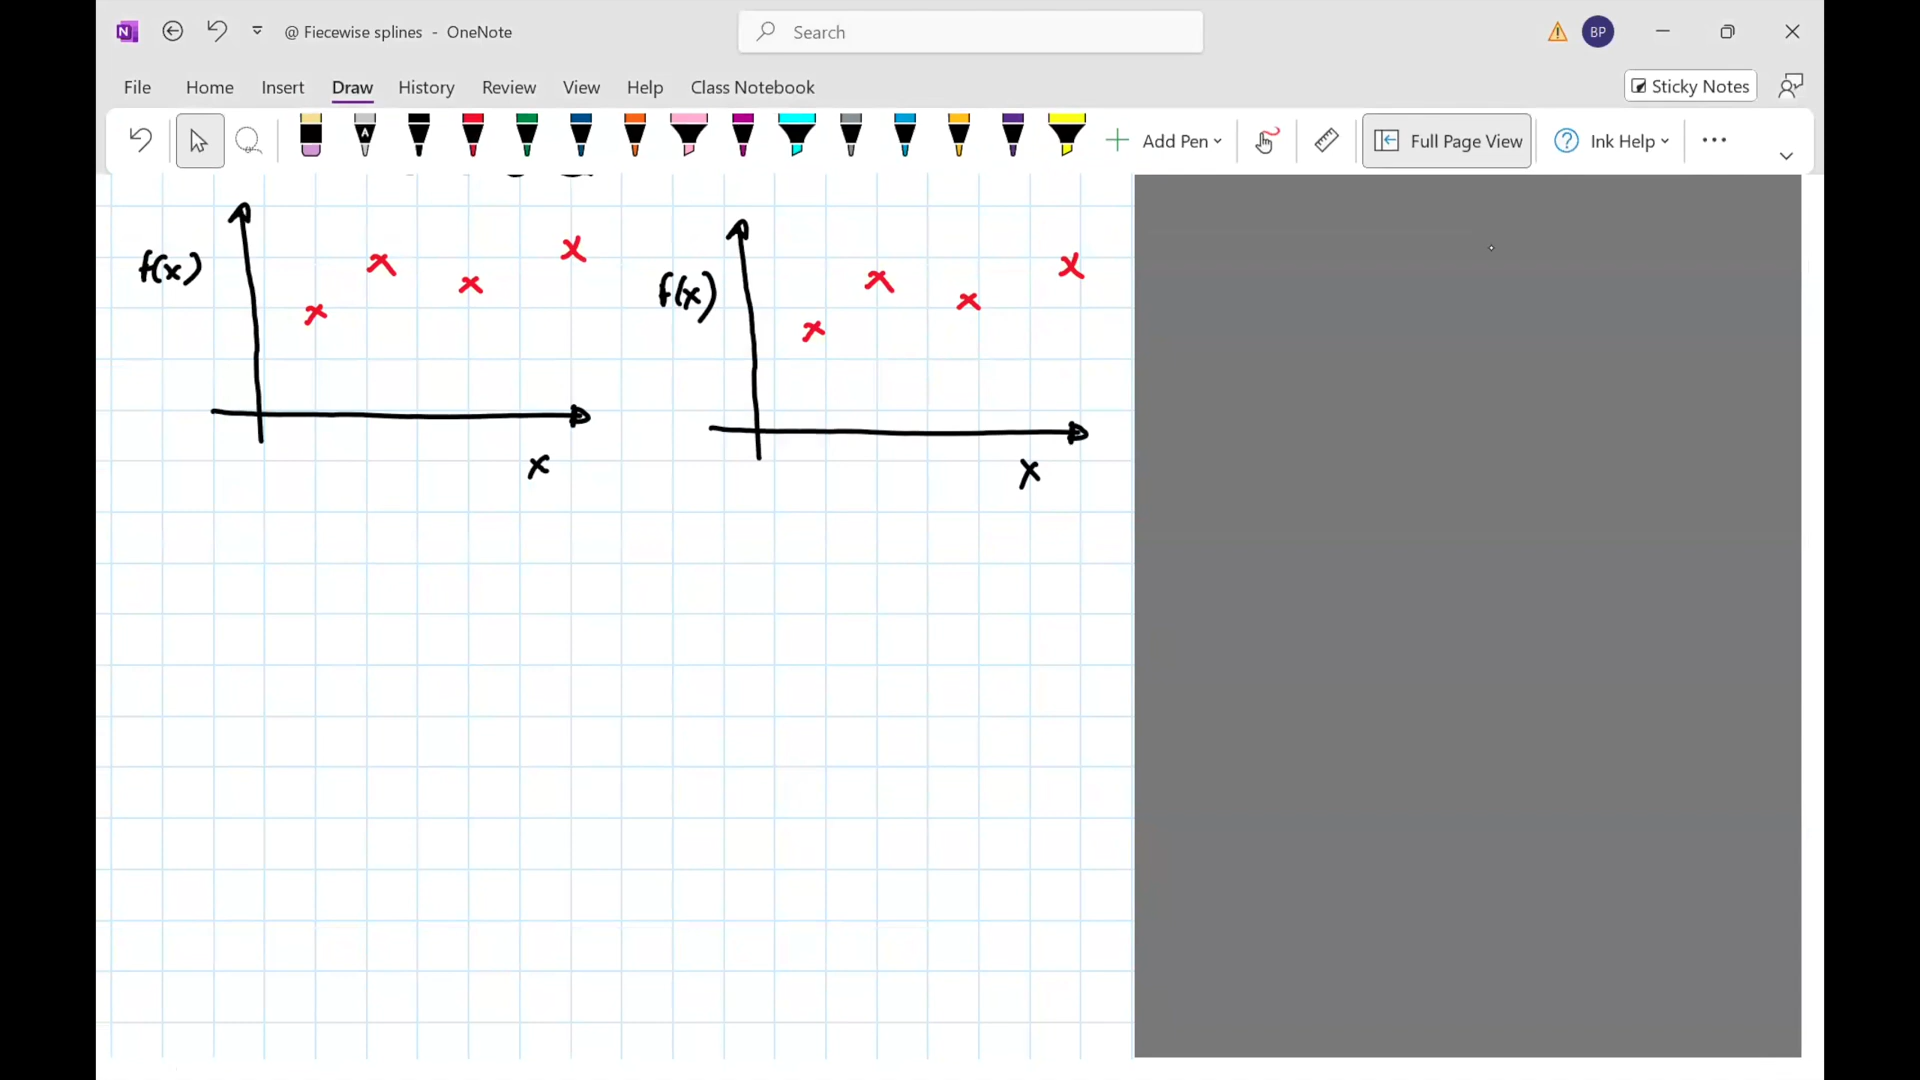 @ Fiecewise splines - OneNote
Search
BP
File Home Insert Draw History Review View Help Class Notebook
Sticky Notes
A
Add Pen
Full Page View
Ink Help
f(x)
x
f(x)
x